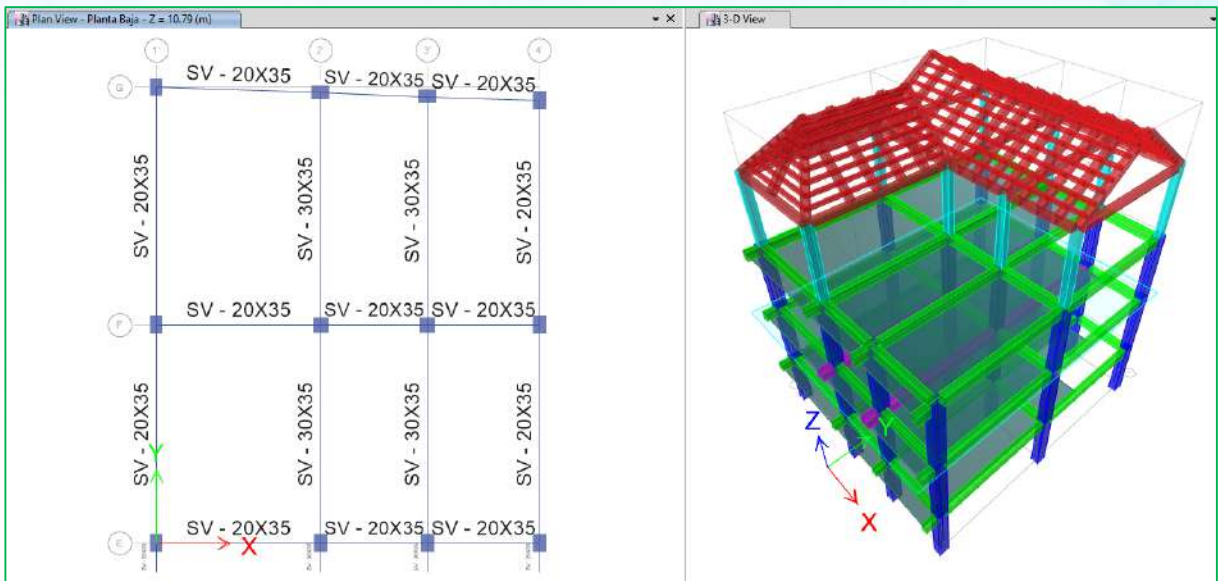 Plan View - Planta Baja - Z = 10.79 (m)
3-D View
1' 2' 3' 4'
SV - 20X35 SV - 20X35 SV - 20X35
G
SV - 20X35 SV - 30X35 SV - 30X35 SV - 20X35
F
SV - 20X35 SV - 20X35 SV - 20X35
SV - 20X35 SV - 30X35 SV - 30X35 SV - 20X35
Y
E
SV - 20X35 SV - 20X35 SV - 20X35
X
Z
Y
X